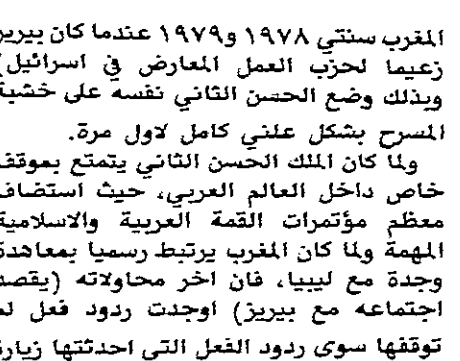 المغرب سنتي ١٩٧٨ و١٩٧٩ عندما كان بيريز
زعيما لحزب العمل المعارض في اسرائيل)
وبذلك وضع الحسن الثاني نفسه على خشبة
المسرح بشكل علني كامل لاول مرة.
ولما كان الملك الحسن الثاني يتمتع بموقف
خاص داخل العالم العربي، حيث استضاف
معظم مؤتمرات القمة العربية والاسلامية
المهمة ولما كان المغرب يرتبط رسميا بمعاهدة
وجدة مع ليبيا، فان اخر محاولاته (يقصد
اجتماعه مع بيريز) اوجدت ردود فعل لم
توقفها سوى ردود الفعل التي احدثتها زيارة